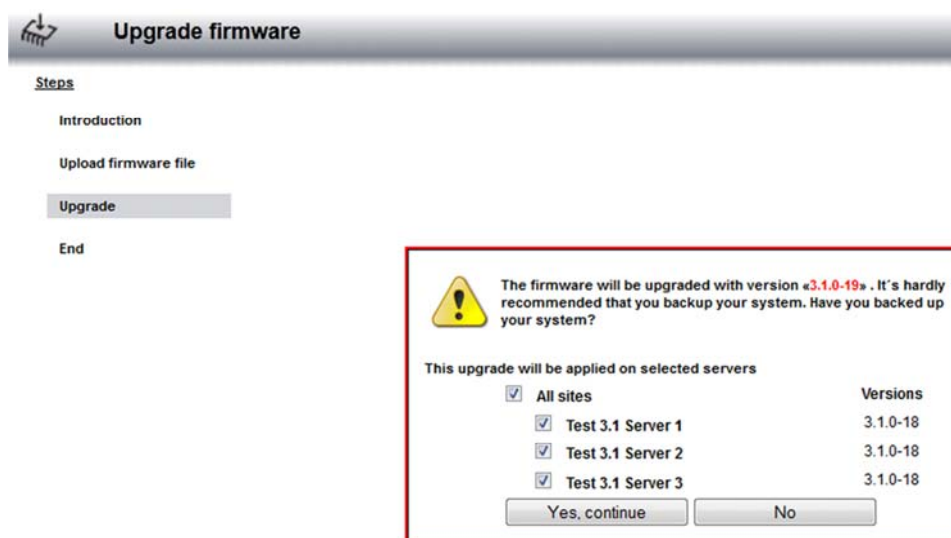 Upgrade firmware
Steps
Introduction
Upload firmware file
Upgrade
End
The firmware will be upgraded with version «3.1.0-19» . It´s hardly
recommended that you backup your system. Have you backed up
your system?
This upgrade will be applied on selected servers
All sites Versions
Test 3.1 Server 1 3.1.0-18
Test 3.1 Server 2 3.1.0-18
Test 3.1 Server 3 3.1.0-18
Yes, continue No